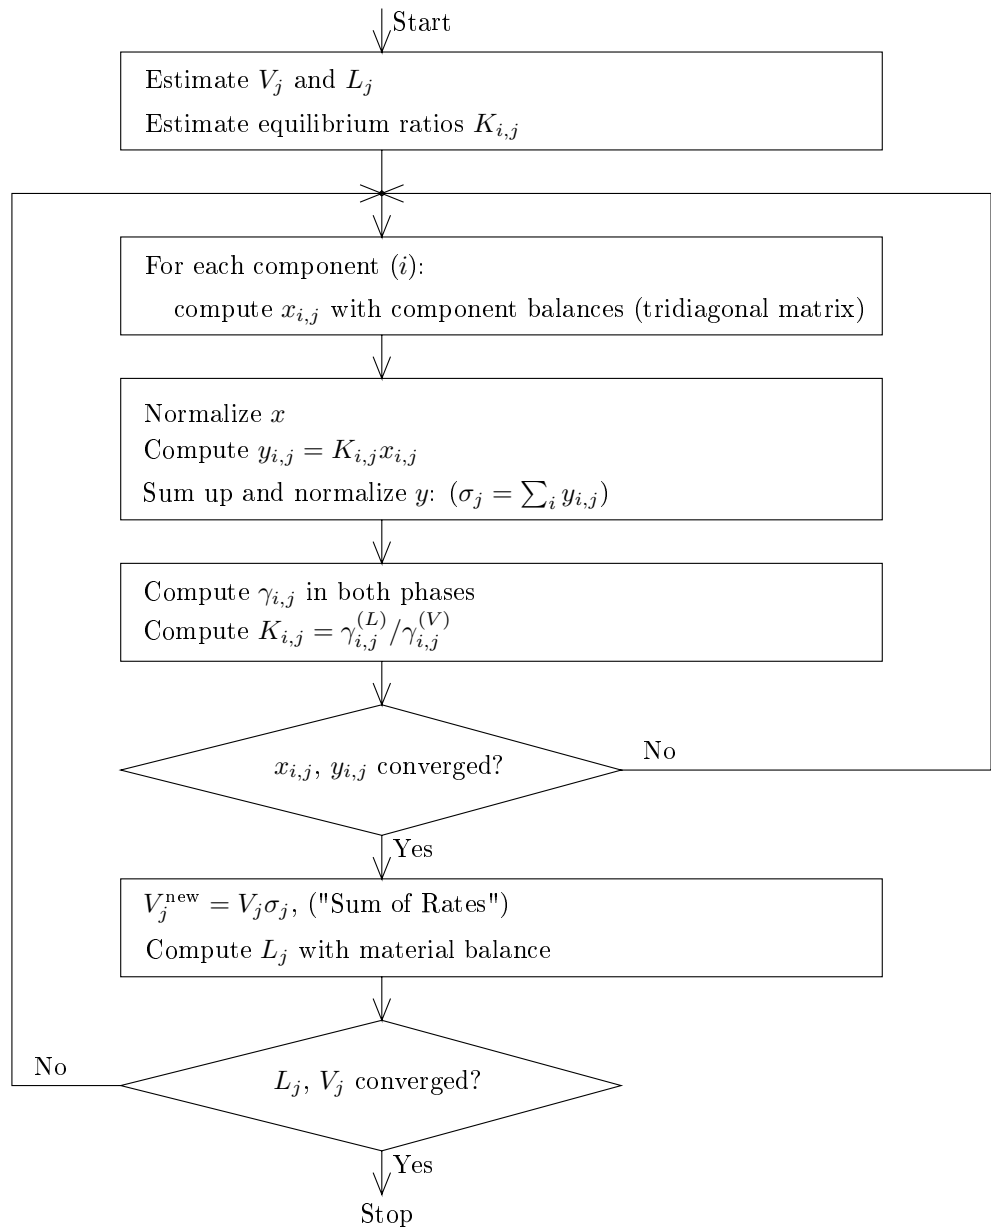 Start
Estimate V_j and L_j
Estimate equilibrium ratios K_{i,j}
For each component (i):
compute x_{i,j} with component balances (tridiagonal matrix)
Normalize x
Compute y_{i,j} = K_{i,j}x_{i,j}
Sum up and normalize y: (σ_j = ∑_i y_{i,j})
Compute γ_{i,j} in both phases
Compute K_{i,j} = γ_{i,j}^{(L)}/γ_{i,j}^{(V)}
x_{i,j}, y_{i,j} converged?
No
Yes
V_j^{new} = V_jσ_j, ("Sum of Rates")
Compute L_j with material balance
No
L_j, V_j converged?
Yes
Stop